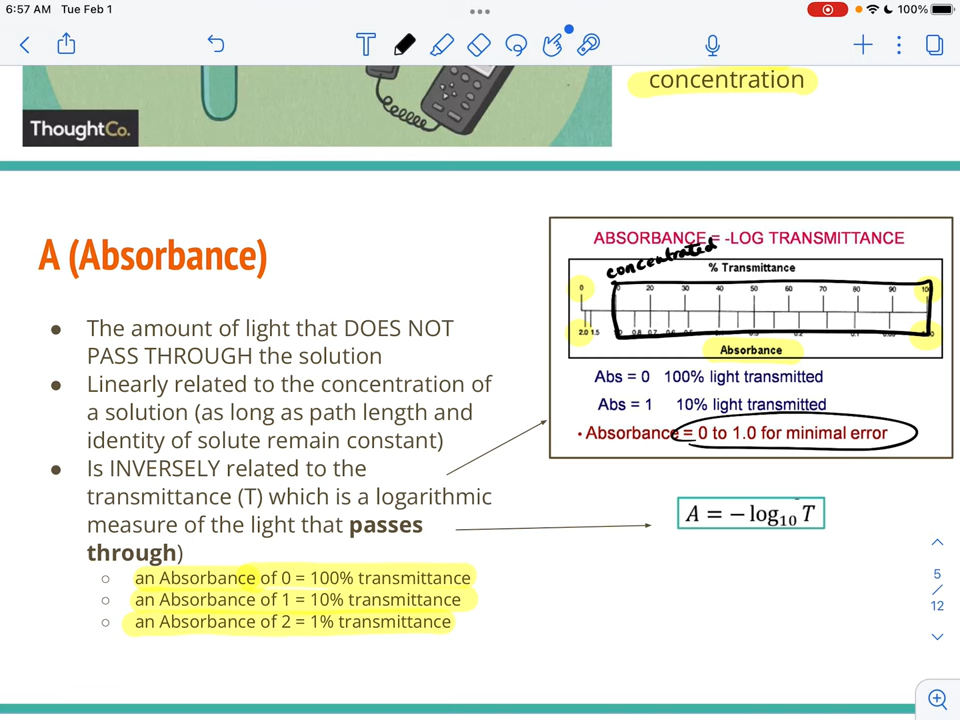 6:57 AM Tue Feb 1
100%
concentration
ThoughtCo.
A (Absorbance)
● The amount of light that DOES NOT
PASS THROUGH the solution
● Linearly related to the concentration of
a solution (as long as path length and
identity of solute remain constant)
● Is INVERSELY related to the
transmittance (T) which is a logarithmic
measure of the light that passes
through)
○ an Absorbance of 0 = 100% transmittance
○ an Absorbance of 1 = 10% transmittance
○ an Absorbance of 2 = 1% transmittance
ABSORBANCE = -LOG TRANSMITTANCE
concentrated
% Transmittance
0 20 30 40 50 60 70 80 90
2.0 1.5 0.8 0.7
Absorbance
Abs = 0 100% light transmitted
Abs = 1 10% light transmitted
• Absorbance = 0 to 1.0 for minimal error
A = − log₁₀ T
5
/
12